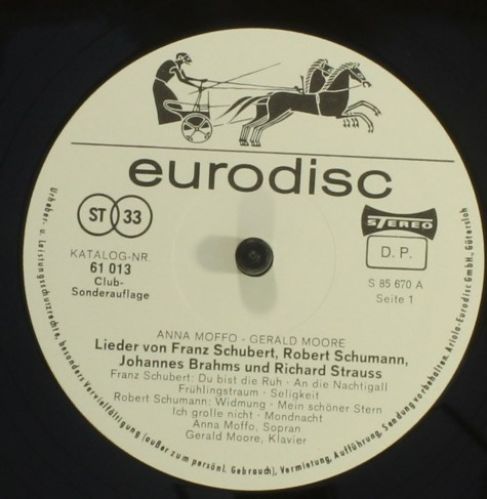 eurodisc
ST 33
STEREO
D. P.
KATALOG-NR.
61 013
Club-
Sonderauflage
S 85 670 A
Seite 1
ANNA MOFFO - GERALD MOORE
Lieder von Franz Schubert, Robert Schumann,
Johannes Brahms und Richard Strauss
Franz Schubert: Du bist die Ruh · An die Nachtigall
Frühlingstraum · Seligkeit
Robert Schumann: Widmung · Mein schöner Stern
Ich grolle nicht · Mondnacht
Anna Moffo, Sopran
Gerald Moore, Klavier
Urheber- u. Leistungsschutzrechte, besonders Vervielfältigung (außer zum persönl. Gebrauch), Vermietung, Aufführung, Sendung vorbehalten. Ariola-Eurodisc GmbH., Gütersloh